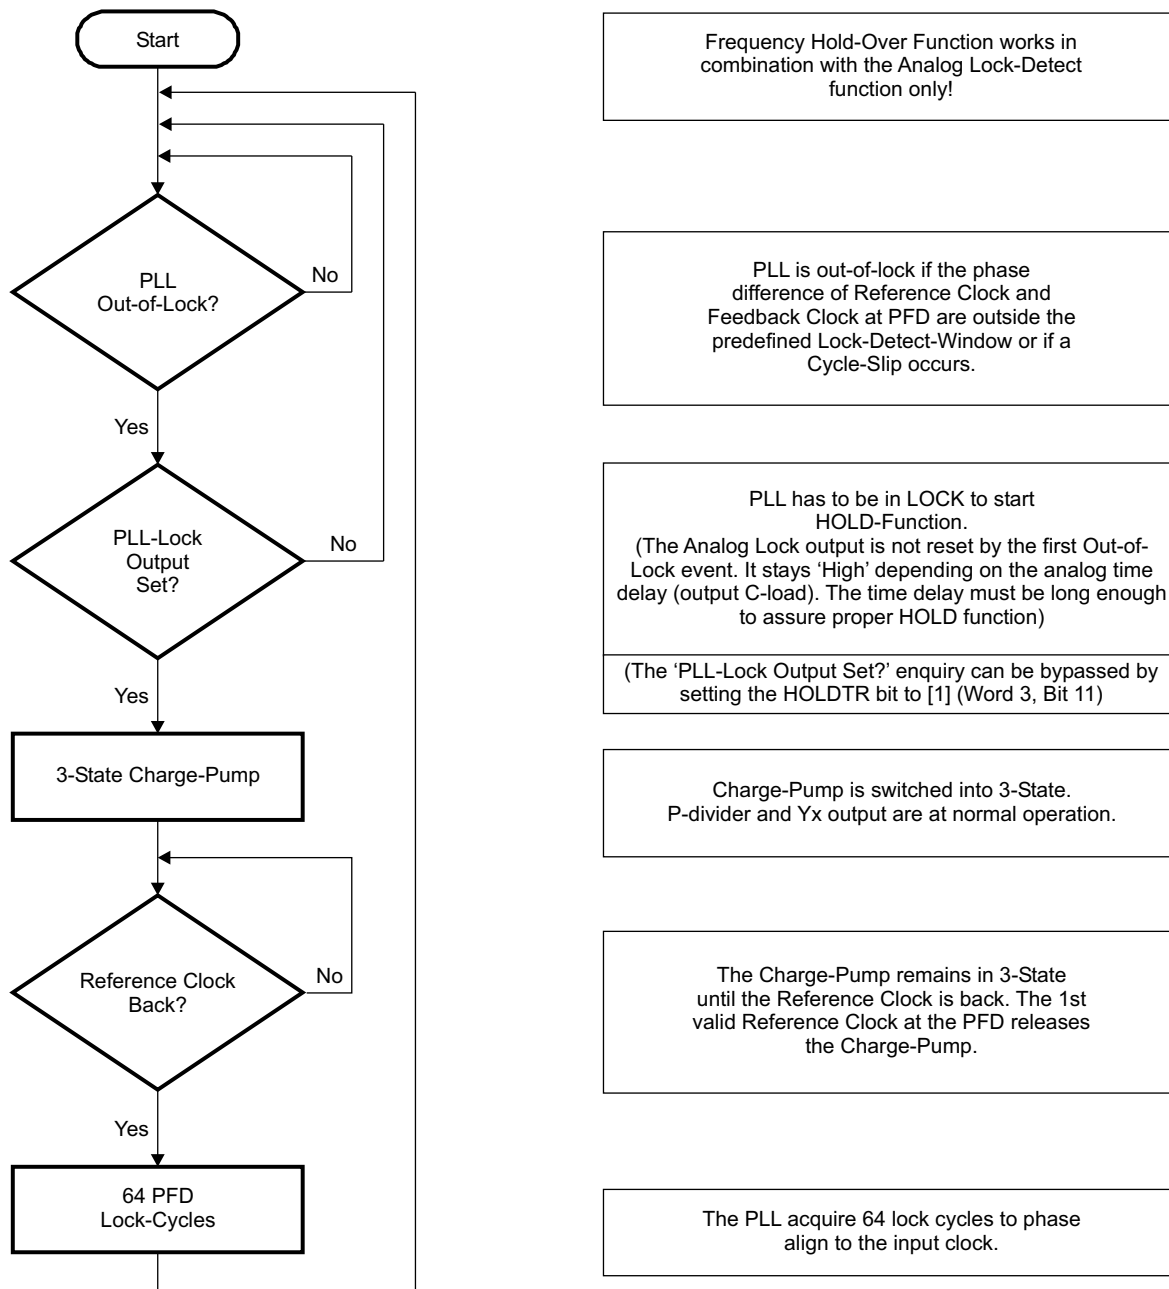 Start
Frequency Hold-Over Function works in
combination with the Analog Lock-Detect
function only!
PLL
Out-of-Lock?
No
Yes
PLL is out-of-lock if the phase
difference of Reference Clock and
Feedback Clock at PFD are outside the
predefined Lock-Detect-Window or if a
Cycle-Slip occurs.
PLL-Lock
Output
Set?
No
Yes
PLL has to be in LOCK to start
HOLD-Function.
(The Analog Lock output is not reset by the first Out-of-
Lock event. It stays ‘High’ depending on the analog time
delay (output C-load). The time delay must be long enough
to assure proper HOLD function)
(The ‘PLL-Lock Output Set?’ enquiry can be bypassed by
setting the HOLDTR bit to [1] (Word 3, Bit 11)
3-State Charge-Pump
Charge-Pump is switched into 3-State.
P-divider and Yx output are at normal operation.
Reference Clock
Back?
No
Yes
The Charge-Pump remains in 3-State
until the Reference Clock is back. The 1st
valid Reference Clock at the PFD releases
the Charge-Pump.
64 PFD
Lock-Cycles
The PLL acquire 64 lock cycles to phase
align to the input clock.